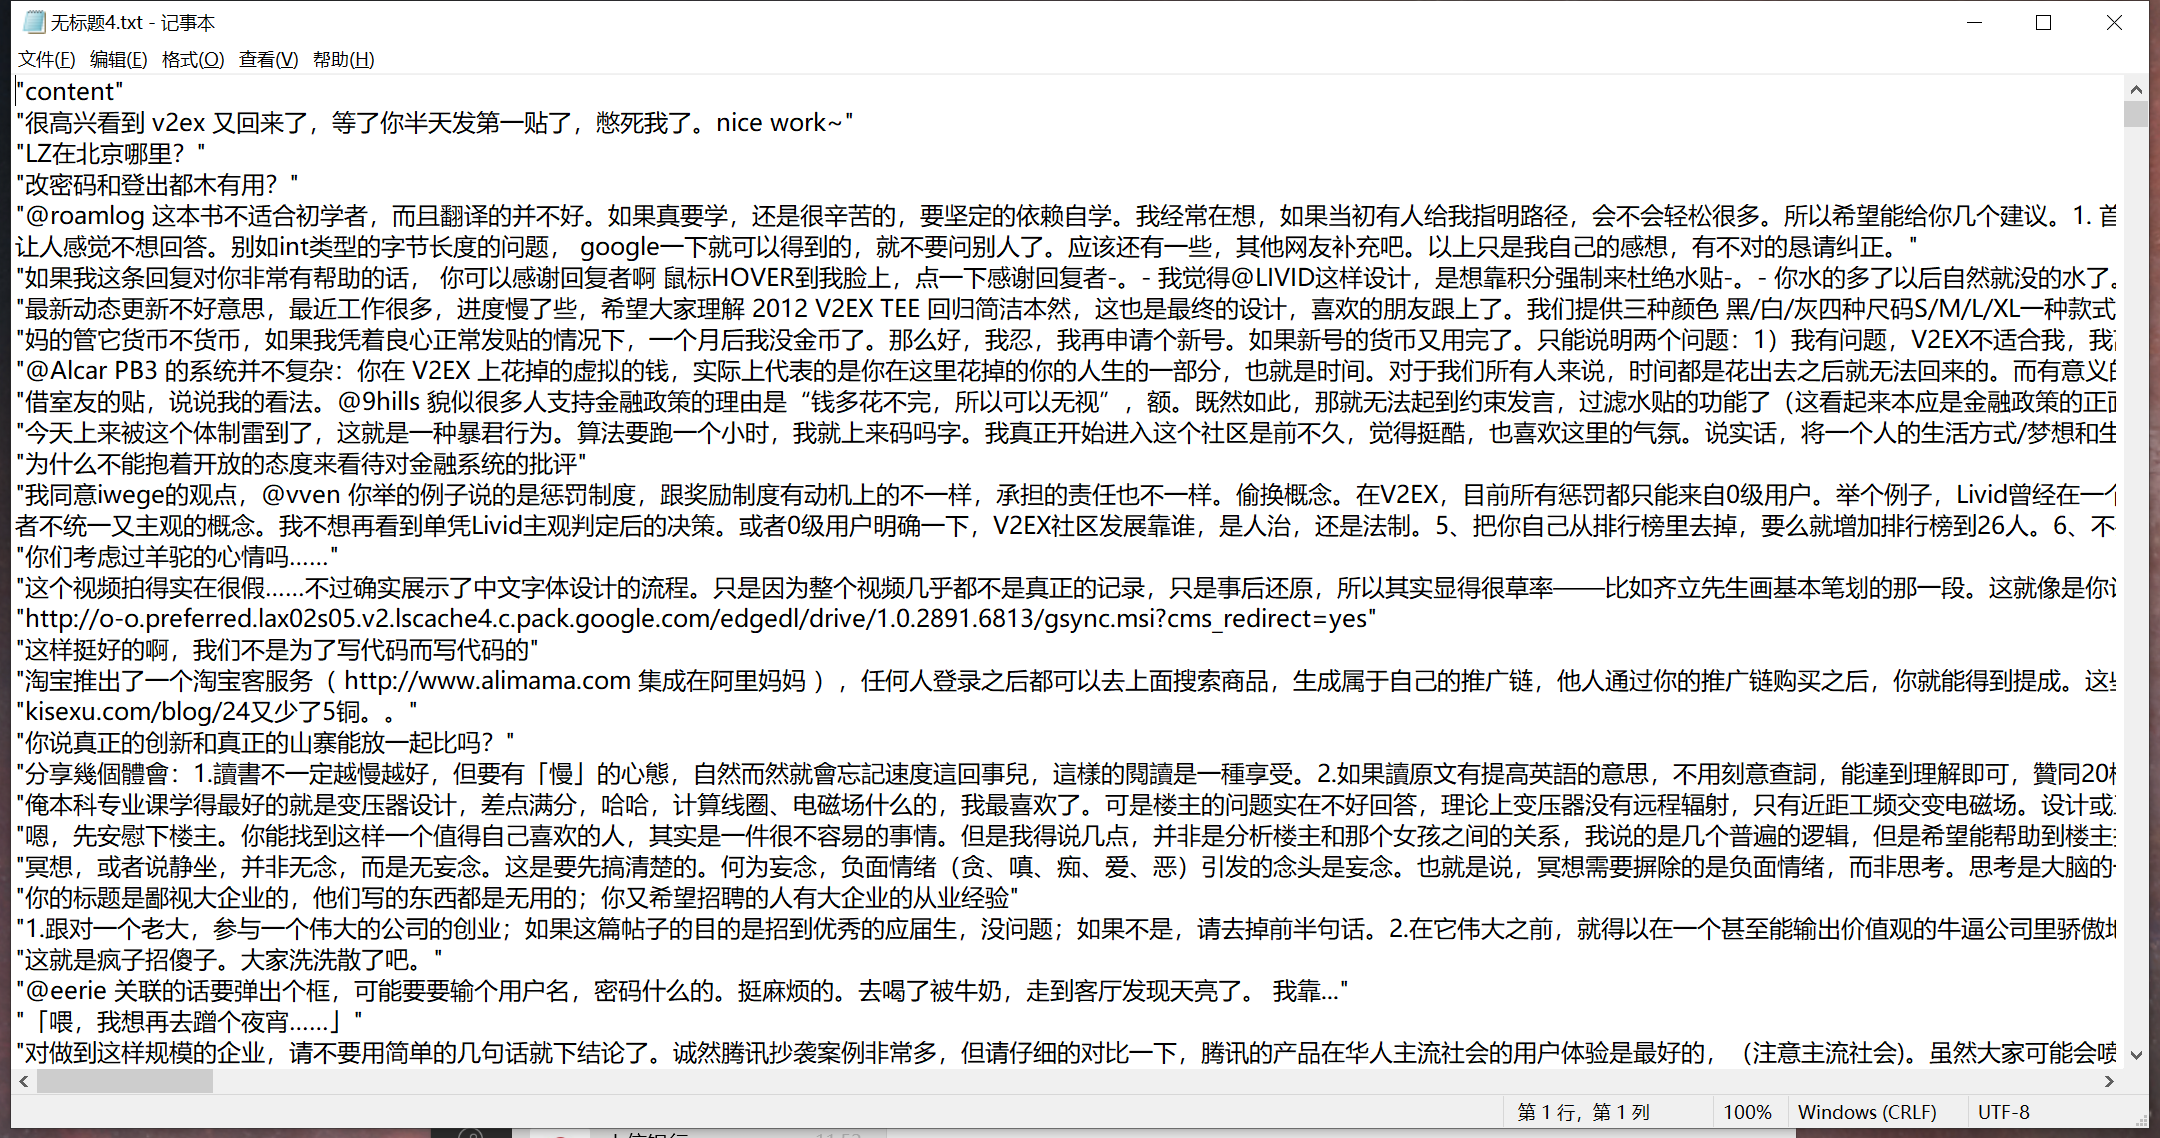 无标题4.txt - 记事本
文件(F) 编辑(E) 格式(O) 查看(V) 帮助(H)
"content"
"很高兴看到 v2ex 又回来了，等了你半天发第一贴了，憋死我了。nice work~"
"LZ在北京哪里？"
"改密码和登出都木有用？"
"@roamlog 这本书不适合初学者，而且翻译的并不好。如果真要学，还是很辛苦的，要坚定的依赖自学。我经常在想，如果当初有人给我指明路径，会不会轻松很多。所以希望能给你几个建议。1. 首
让人感觉不想回答。别如int类型的字节长度的问题， google一下就可以得到的，就不要问别人了。应该还有一些，其他网友补充吧。以上只是我自己的感想，有不对的恳请纠正。"
"如果我这条回复对你非常有帮助的话， 你可以感谢回复者啊 鼠标HOVER到我脸上，点一下感谢回复者-。- 我觉得@LIVID这样设计，是想靠积分强制来杜绝水贴-。- 你水的多了以后自然就没的水了。
"最新动态更新不好意思，最近工作很多，进度慢了些，希望大家理解 2012 V2EX TEE 回归简洁本然，这也是最终的设计，喜欢的朋友跟上了。我们提供三种颜色 黑/白/灰四种尺码S/M/L/XL一种款式
"妈的管它货币不货币，如果我凭着良心正常发贴的情况下，一个月后我没金币了。那么好，我忍，我再申请个新号。如果新号的货币又用完了。只能说明两个问题：1）我有问题，V2EX不适合我，我
"@Alcar PB3 的系统并不复杂：你在 V2EX 上花掉的虚拟的钱，实际上代表的是你在这里花掉的你的人生的一部分，也就是时间。对于我们所有人来说，时间都是花出去之后就无法回来的。而有意义的
"借室友的贴，说说我的看法。@9hills 貌似很多人支持金融政策的理由是“钱多花不完，所以可以无视”，额。既然如此，那就无法起到约束发言，过滤水贴的功能了（这看起来本应是金融政策的正面
"今天上来被这个体制雷到了，这就是一种暴君行为。算法要跑一个小时，我就上来码吗字。我真正开始进入这个社区是前不久，觉得挺酷，也喜欢这里的气氛。说实话，将一个人的生活方式/梦想和生
"为什么不能抱着开放的态度来看待对金融系统的批评"
"我同意iwege的观点，@vven 你举的例子说的是惩罚制度，跟奖励制度有动机上的不一样，承担的责任也不一样。偷换概念。在V2EX，目前所有惩罚都只能来自0级用户。举个例子，Livid曾经在一个
者不统一又主观的概念。我不想再看到单凭Livid主观判定后的决策。或者0级用户明确一下，V2EX社区发展靠谁，是人治，还是法制。5、把你自己从排行榜里去掉，要么就增加排行榜到26人。6、不
"你们考虑过羊驼的心情吗……"
"这个视频拍得实在很假……不过确实展示了中文字体设计的流程。只是因为整个视频几乎都不是真正的记录，只是事后还原，所以其实显得很草率——比如齐立先生画基本笔划的那一段。这就像是你
"http://o-o.preferred.lax02s05.v2.lscache4.c.pack.google.com/edgedl/drive/1.0.2891.6813/gsync.msi?cms_redirect=yes"
"这样挺好的啊，我们不是为了写代码而写代码的"
"淘宝推出了一个淘宝客服务（ http://www.alimama.com 集成在阿里妈妈 ），任何人登录之后都可以去上面搜索商品，生成属于自己的推广链，他人通过你的推广链购买之后，你就能得到提成。这些
"kisexu.com/blog/24又少了5铜。。"
"你说真正的创新和真正的山寨能放一起比吗？"
"分享幾個體會：1.讀書不一定越慢越好，但要有「慢」的心態，自然而然就會忘記速度這回事兒，這樣的閱讀是一種享受。2.如果讀原文有提高英語的意思，不用刻意查詞，能達到理解即可，贊同20樓
"俺本科专业课学得最好的就是变压器设计，差点满分，哈哈，计算线圈、电磁场什么的，我最喜欢了。可是楼主的问题实在不好回答，理论上变压器没有远程辐射，只有近距工频交变电磁场。设计或
"嗯，先安慰下楼主。你能找到这样一个值得自己喜欢的人，其实是一件很不容易的事情。但是我得说几点，并非是分析楼主和那个女孩之间的关系，我说的是几个普遍的逻辑，但是希望能帮助到楼主
"冥想，或者说静坐，并非无念，而是无妄念。这是要先搞清楚的。何为妄念，负面情绪（贪、嗔、痴、爱、恶）引发的念头是妄念。也就是说，冥想需要摒除的是负面情绪，而非思考。思考是大脑的
"你的标题是鄙视大企业的，他们写的东西都是无用的；你又希望招聘的人有大企业的从业经验"
"1.跟对一个老大，参与一个伟大的公司的创业；如果这篇帖子的目的是招到优秀的应届生，没问题；如果不是，请去掉前半句话。2.在它伟大之前，就得以在一个甚至能输出价值观的牛逼公司里骄傲地
"这就是疯子招傻子。大家洗洗散了吧。"
"@eerie 关联的话要弹出个框，可能要要输个用户名，密码什么的。挺麻烦的。去喝了被牛奶，走到客厅发现天亮了。 我靠..."
"「喂，我想再去蹭个夜宵……」"
"对做到这样规模的企业，请不要用简单的几句话就下结论了。诚然腾讯抄袭案例非常多，但请仔细的对比一下，腾讯的产品在华人主流社会的用户体验是最好的，（注意主流社会)。虽然大家可能会喷
第 1 行，第 1 列 100% Windows (CRLF) UTF-8